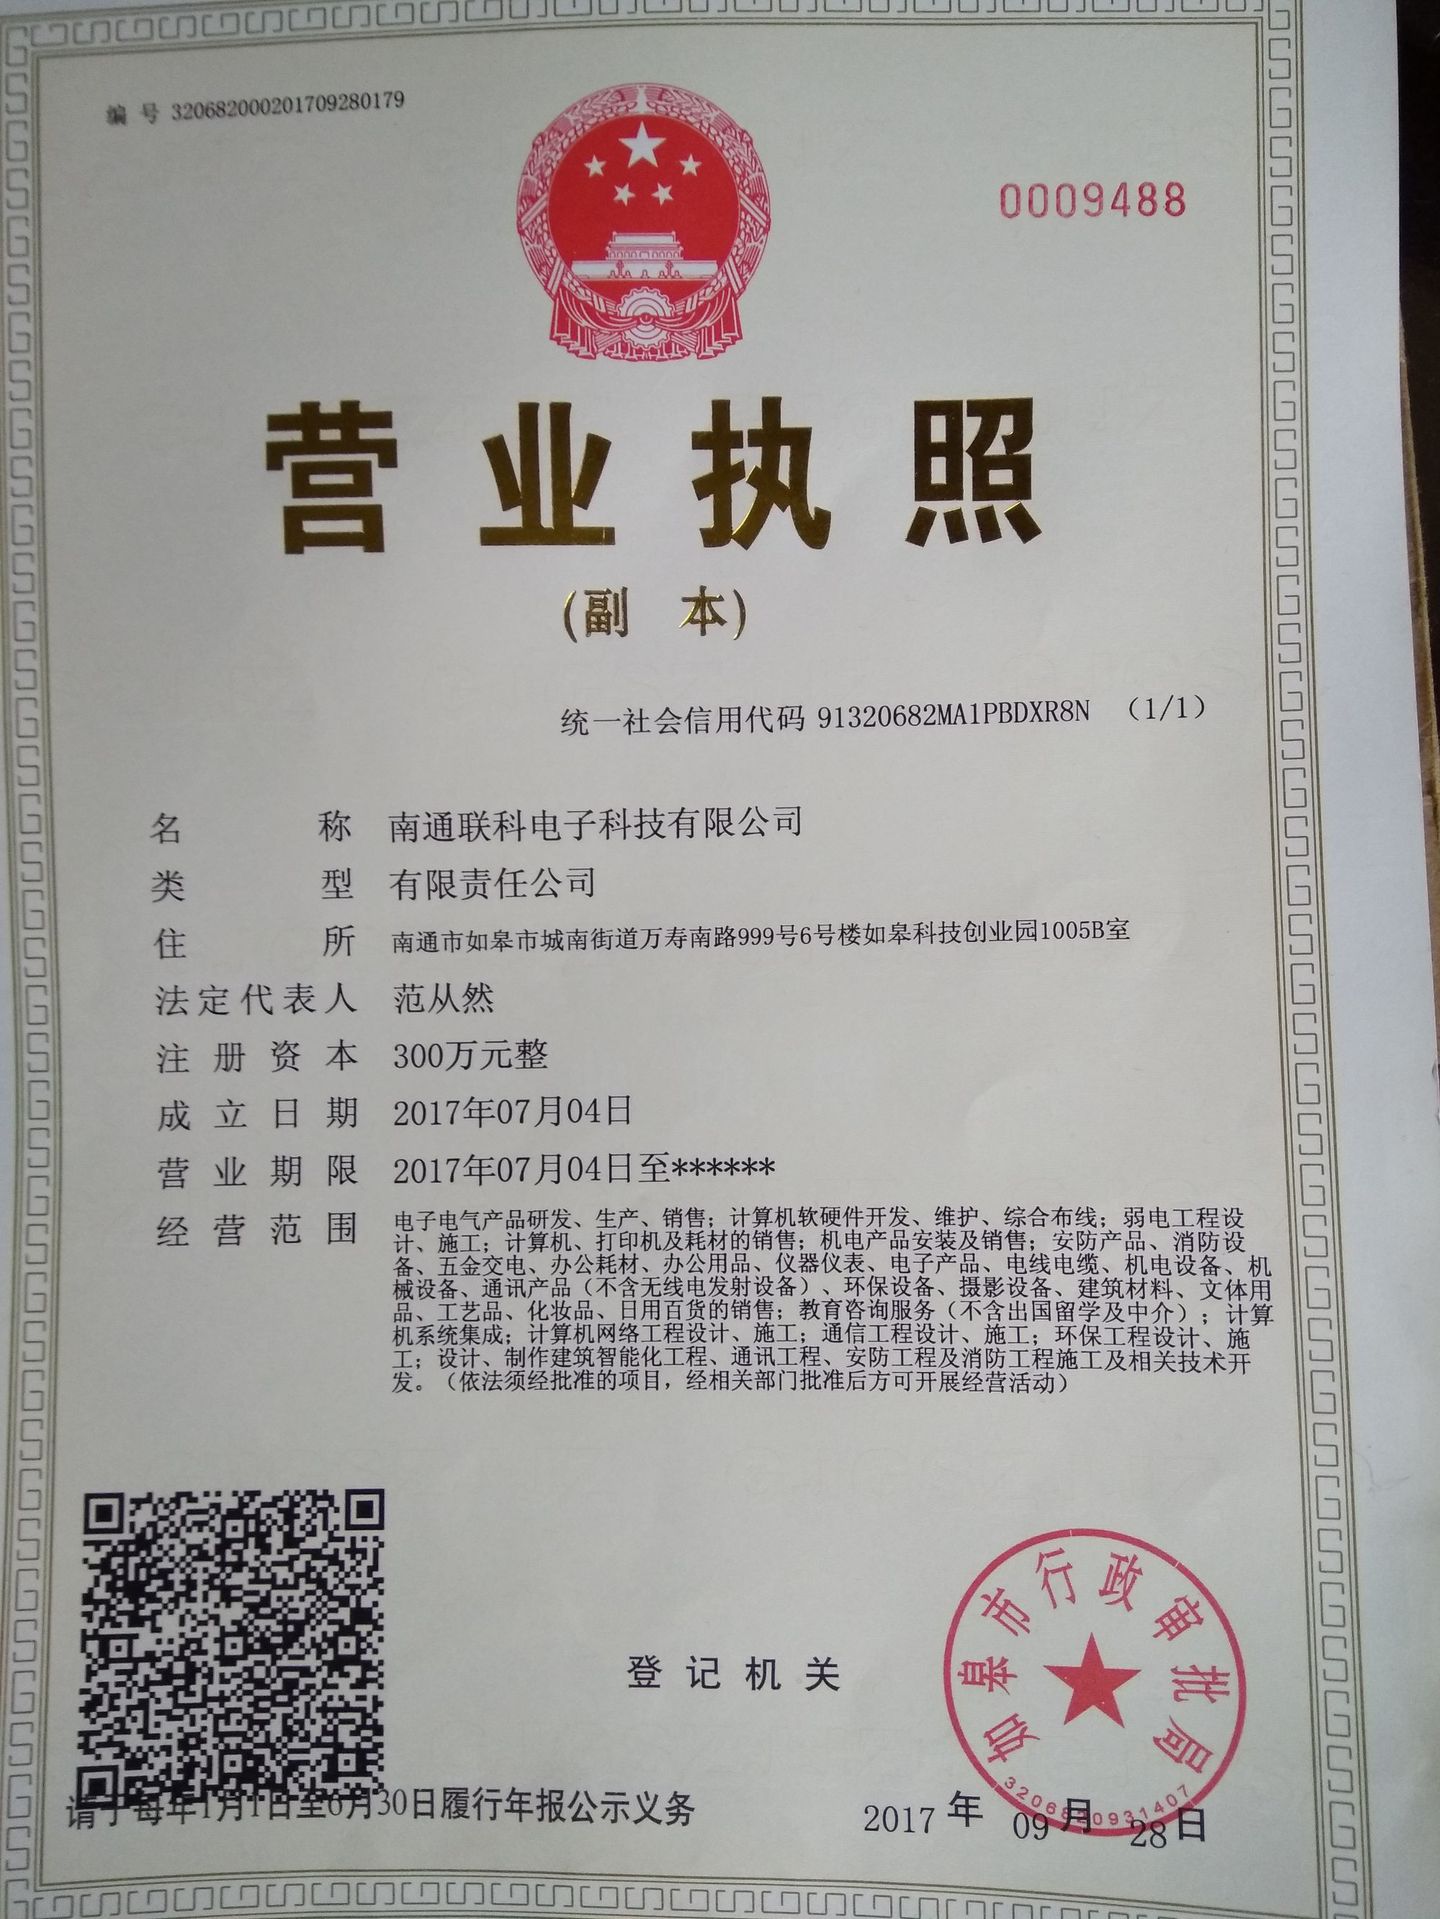 编 号 320682000201709280179
0009488
营业执照
(副 本)
统一社会信用代码 91320682MA1PBDXR8N （1/1）
名 称 南通联科电子科技有限公司
类 型 有限责任公司
住 所 南通市如皋市城南街道万寿南路999号6号楼如皋科技创业园1005B室
法定代表人 范从然
注 册 资 本 300万元整
成 立 日 期 2017年07月04日
营 业 期 限 2017年07月04日至******
经 营 范 围 电子电气产品研发、生产、销售；计算机软硬件开发、维护、综合布线；弱电工程设
计、施工；计算机、打印机及耗材的销售；机电产品安装及销售；安防产品、消防设
备、五金交电、办公耗材、办公用品、仪器仪表、电子产品、电线电缆、机电设备、机
械设备、通讯产品（不含无线电发射设备）、环保设备、摄影设备、建筑材料、文体用
品、工艺品、化妆品、日用百货的销售；教育咨询服务（不含出国留学及中介）；计算
机系统集成；计算机网络工程设计、施工；通信工程设计、施工；环保工程设计、施
工；设计、制作建筑智能化工程、通讯工程、安防工程及消防工程施工及相关技术开
发。（依法须经批准的项目，经相关部门批准后方可开展经营活动）
登 记 机 关
如皋市行政审批局
3206820931407
请于每年1月1日至6月30日履行年报公示义务
2017 年 09 月 28 日